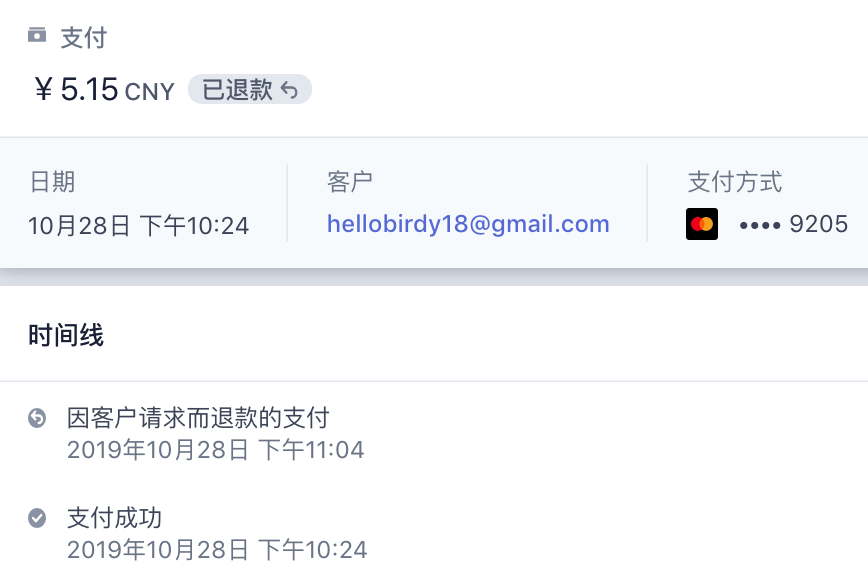 支付
¥ 5.15 CNY 已退款
日期
10月28日 下午10:24
客户
hellobirdy18@gmail.com
支付方式
•••• 9205
时间线
因客户请求而退款的支付
2019年10月28日 下午11:04
支付成功
2019年10月28日 下午10:24